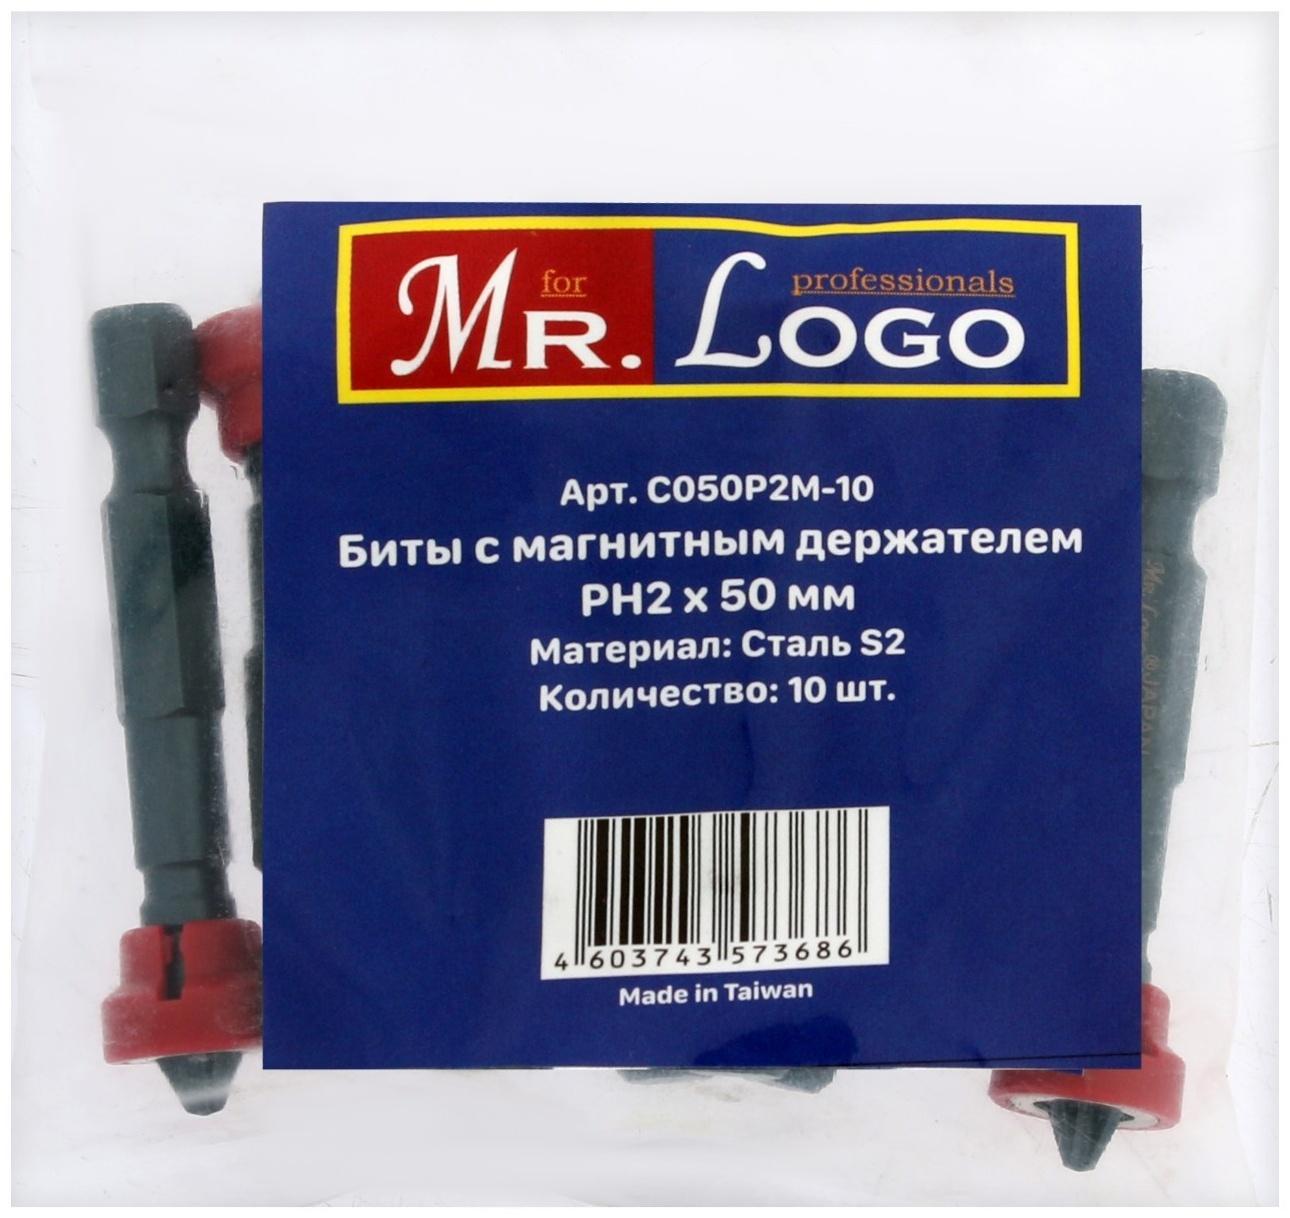 for professionals
MR. LOGO
Арт. C050P2M-10
Биты с магнитным держателем
PH2 x 50 мм
Материал: Сталь S2
Количество: 10 шт.
4 603743 573686
Made in Taiwan
®JAPAN